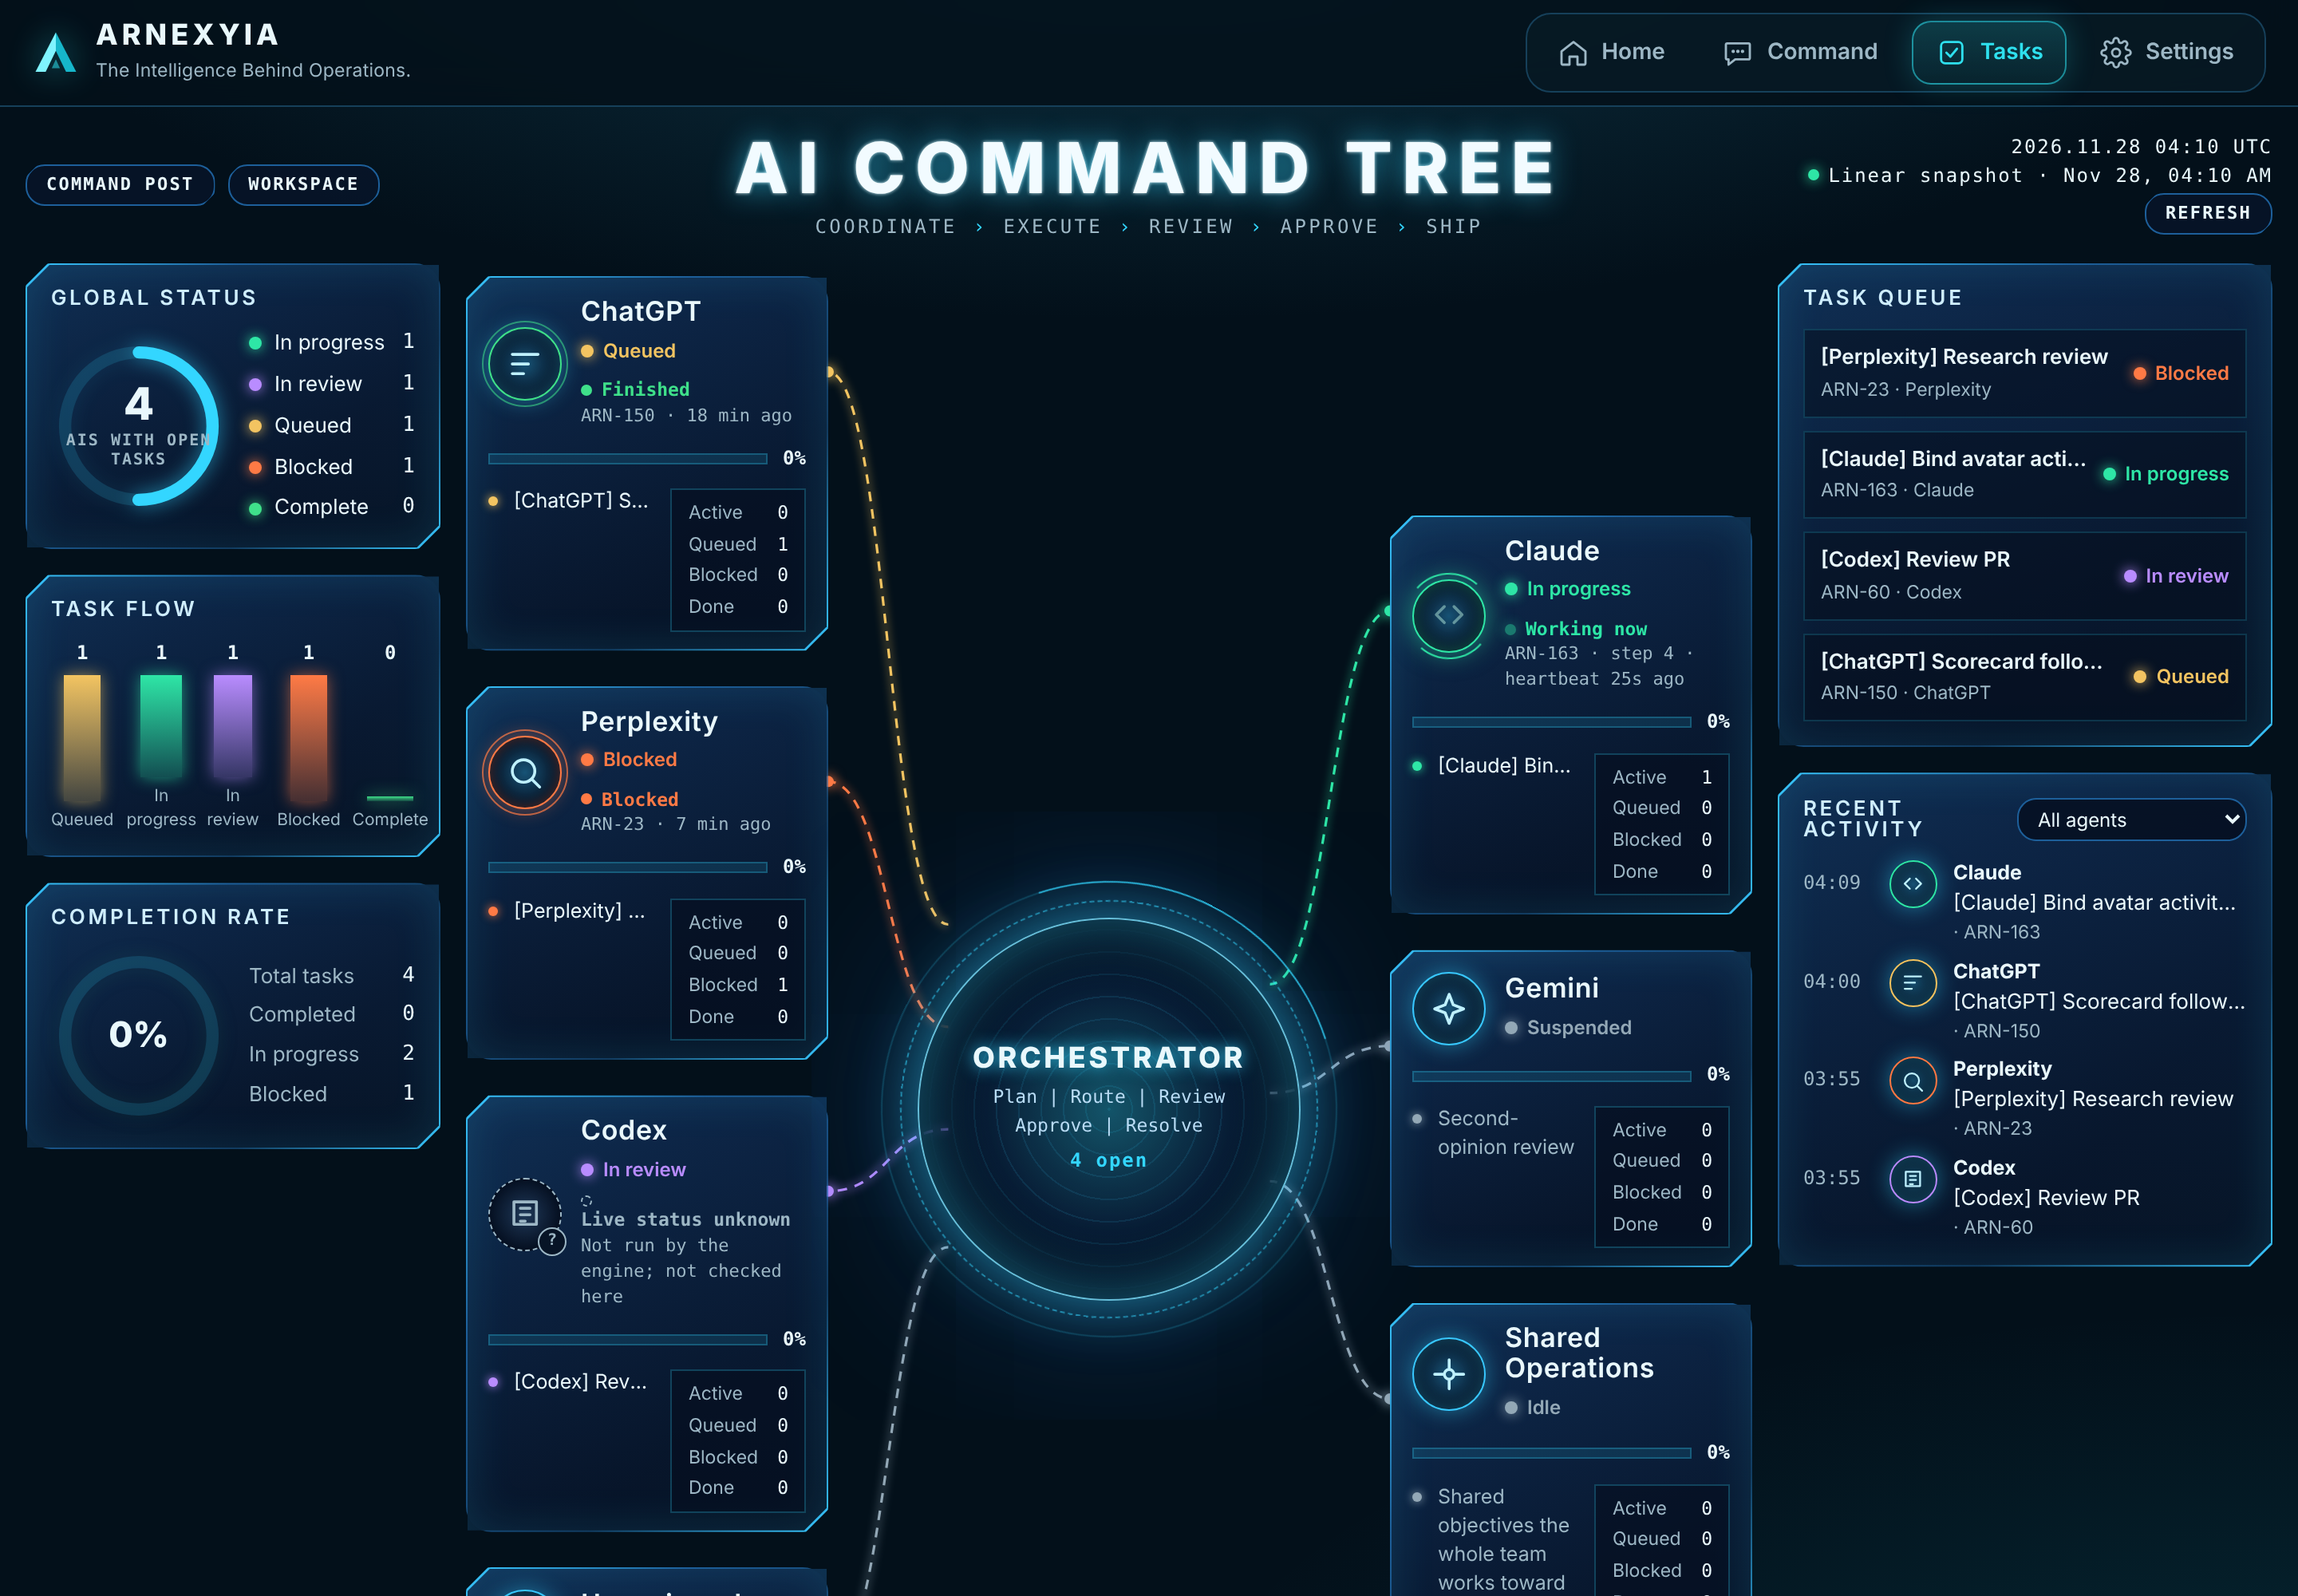 ARNEXYIA
The Intelligence Behind Operations.
Home
Command
Tasks
Settings
COMMAND POST
WORKSPACE
AI COMMAND TREE
COORDINATE › EXECUTE › REVIEW › APPROVE › SHIP
2026.11.28 04:10 UTC
Linear snapshot · Nov 28, 04:10 AM
REFRESH
GLOBAL STATUS
4
AIS WITH OPEN
TASKS
In progress 1
In review 1
Queued 1
Blocked 1
Complete 0
TASK FLOW
1 1 1 1 0
Queued
In progress
In review
Blocked
Complete
COMPLETION RATE
0%
Total tasks 4
Completed 0
In progress 2
Blocked 1
ChatGPT
Queued
Finished
ARN-150 · 18 min ago
0%
[ChatGPT] S...
Active 0
Queued 1
Blocked 0
Done 0
Perplexity
Blocked
Blocked
ARN-23 · 7 min ago
0%
[Perplexity] ...
Active 0
Queued 0
Blocked 1
Done 0
Codex
In review
Live status unknown
Not run by the
engine; not checked
here
?
0%
[Codex] Rev...
Active 0
Queued 0
Blocked 0
Done 0
ORCHESTRATOR
Plan | Route | Review
Approve | Resolve
4 open
Claude
In progress
Working now
ARN-163 · step 4 ·
heartbeat 25s ago
0%
[Claude] Bin...
Active 1
Queued 0
Blocked 0
Done 0
Gemini
Suspended
0%
Second-
opinion review
Active 0
Queued 0
Blocked 0
Done 0
Shared
Operations
Idle
0%
Shared
objectives the
whole team
works toward
Active 0
Queued 0
Blocked 0
TASK QUEUE
[Perplexity] Research review
ARN-23 · Perplexity
Blocked
[Claude] Bind avatar acti...
ARN-163 · Claude
In progress
[Codex] Review PR
ARN-60 · Codex
In review
[ChatGPT] Scorecard follo...
ARN-150 · ChatGPT
Queued
RECENT
ACTIVITY
All agents
04:09
Claude
[Claude] Bind avatar activit...
· ARN-163
04:00
ChatGPT
[ChatGPT] Scorecard follow...
· ARN-150
03:55
Perplexity
[Perplexity] Research review
· ARN-23
03:55
Codex
[Codex] Review PR
· ARN-60